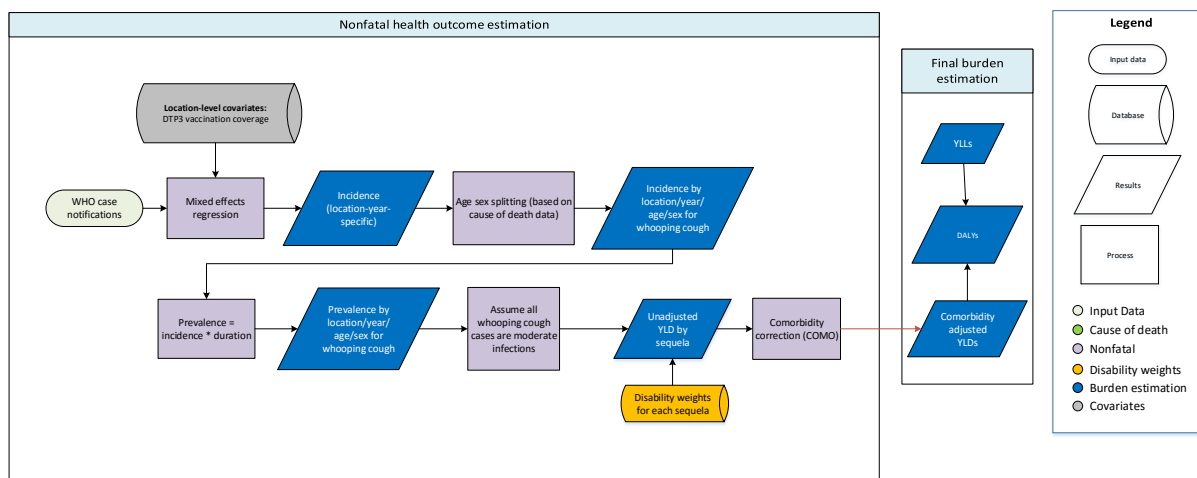 Nonfatal health outcome estimation
Location-level covariates:
DTP3 vaccination coverage
WHO case
notifications
Mixed effects
regression
Incidence
(location-year-
specific)
Age sex splitting (based on
cause of death data)
Incidence by
location/year/
age/sex for
whooping cough
Prevalence =
incidence * duration
Prevalence by
location/year/
age/sex for
whooping cough
Assume all
whooping cough
cases are moderate
infections
Unadjusted
YLD by
sequela
Disability weights
for each sequela
Comorbidity
correction (COMO)
Final burden
estimation
YLLs
DALYs
Comorbidity
adjusted
YLDs
Legend
Input data
Database
Results
Process
Input Data
Cause of death
Nonfatal
Disability weights
Burden estimation
Covariates